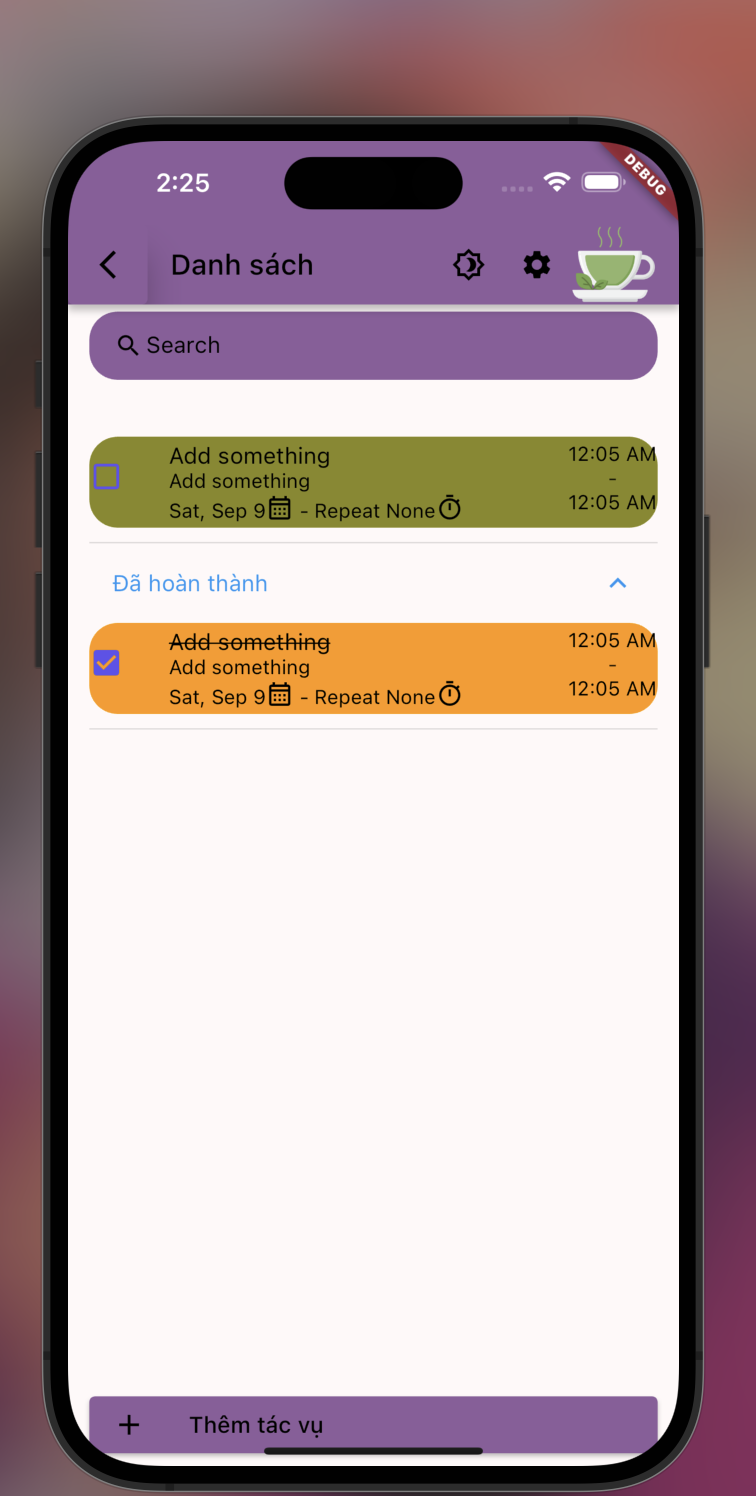 2:25
DEBUG
Danh sách
Search
Add something
Add something
Sat, Sep 9 - Repeat None
12:05 AM
-
12:05 AM
Đã hoàn thành
Add something
Add something
Sat, Sep 9 - Repeat None
12:05 AM
-
12:05 AM
Thêm tác vụ